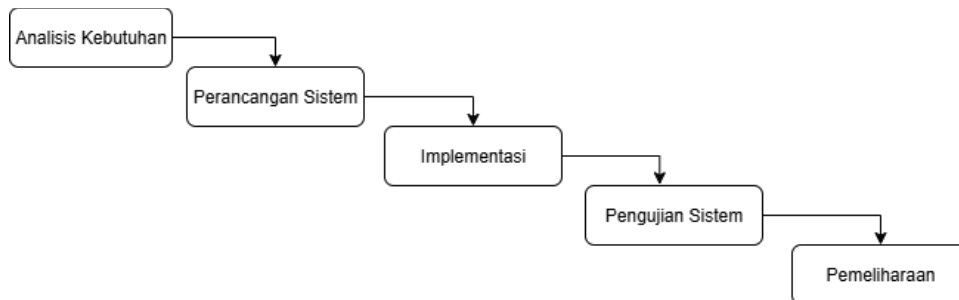 Analisis Kebutuhan
Perancangan Sistem
Implementasi
Pengujian Sistem
Pemeliharaan